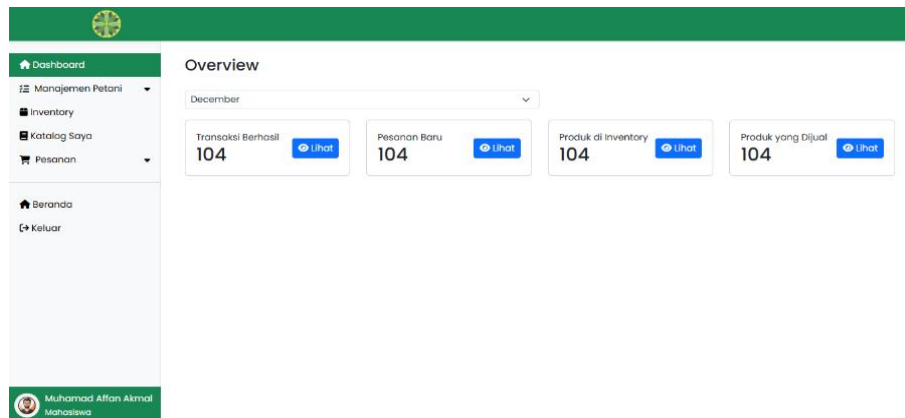 Dashboard
Manajemen Petani
Inventory
Katalog Saya
Pesanan
Beranda
Keluar
Muhamad Affan Akmal
Mahasiswa
Overview
December
Transaksi Berhasil
104
Lihat
Pesanan Baru
104
Lihat
Produk di Inventory
104
Lihat
Produk yang Dijual
104
Lihat